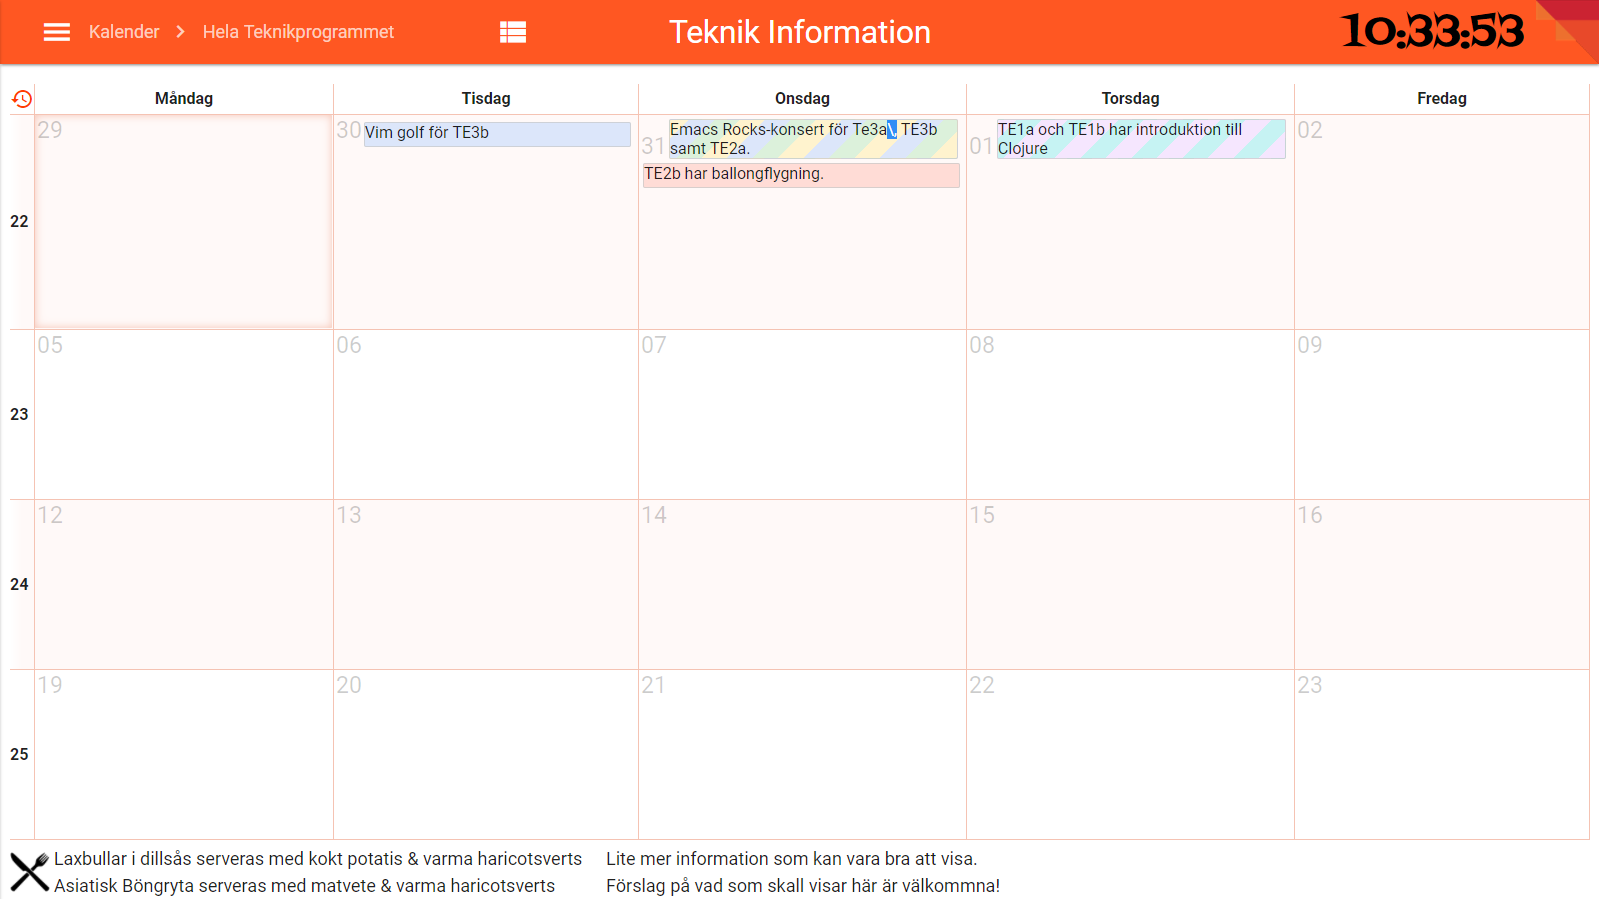 Kalender > Hela Teknikprogrammet
Teknik Information
10:33:53
Måndag Tisdag Onsdag Torsdag Fredag
22
29
30
Vim golf för TE3b
31
Emacs Rocks-konsert för Te3a\, TE3b
samt TE2a.
TE2b har ballongflygning.
01
TE1a och TE1b har introduktion till
Clojure
02
23
05 06 07 08 09
24
12 13 14 15 16
25
19 20 21 22 23
Laxbullar i dillsås serveras med kokt potatis & varma haricotsverts
Asiatisk Böngryta serveras med matvete & varma haricotsverts
Lite mer information som kan vara bra att visa.
Förslag på vad som skall visar här är välkommna!